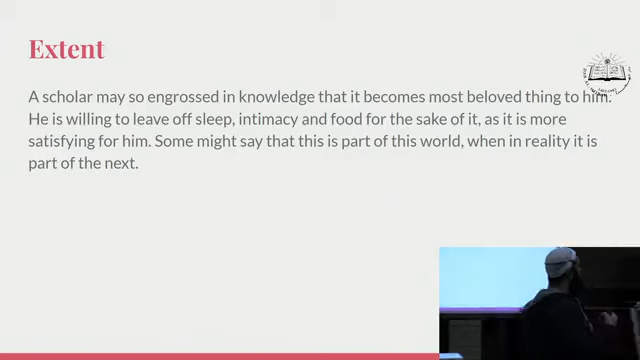 Extent
A scholar may so engrossed in knowledge that it becomes most beloved thing to him.
He is willing to leave off sleep, intimacy and food for the sake of it, as it is more
satisfying for him. Some might say that this is part of this world, when in reality it is
part of the next.